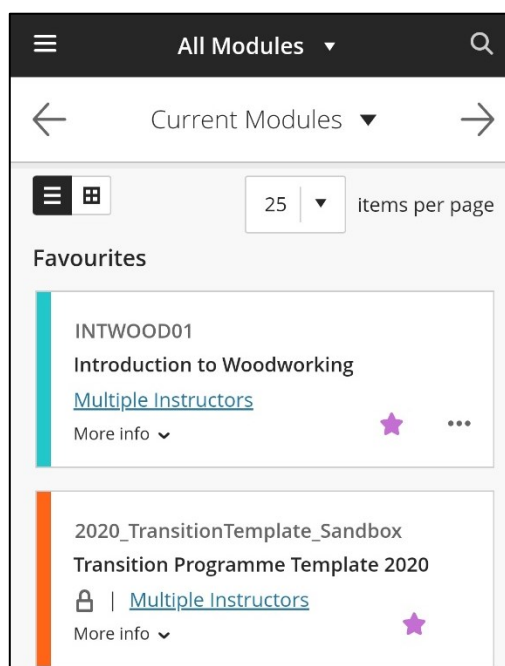 All Modules
Current Modules
25 items per page
Favourites
INTWOOD01
Introduction to Woodworking
Multiple Instructors
More info
2020_TransitionTemplate_Sandbox
Transition Programme Template 2020
| Multiple Instructors
More info